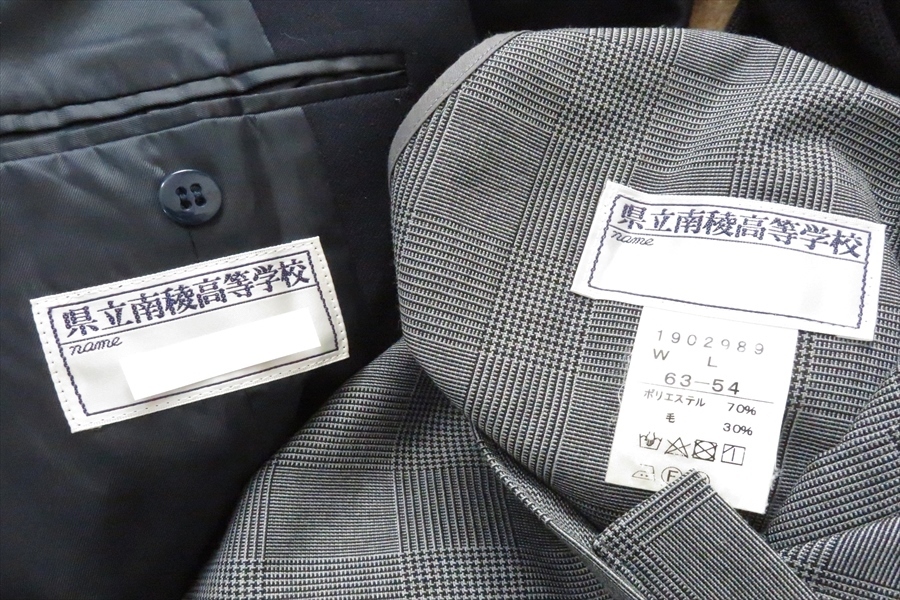 県立南稜高等学校
name
県立南稜高等学校
name
1902989
W L
63-54
ポリエステル 70%
毛 30%